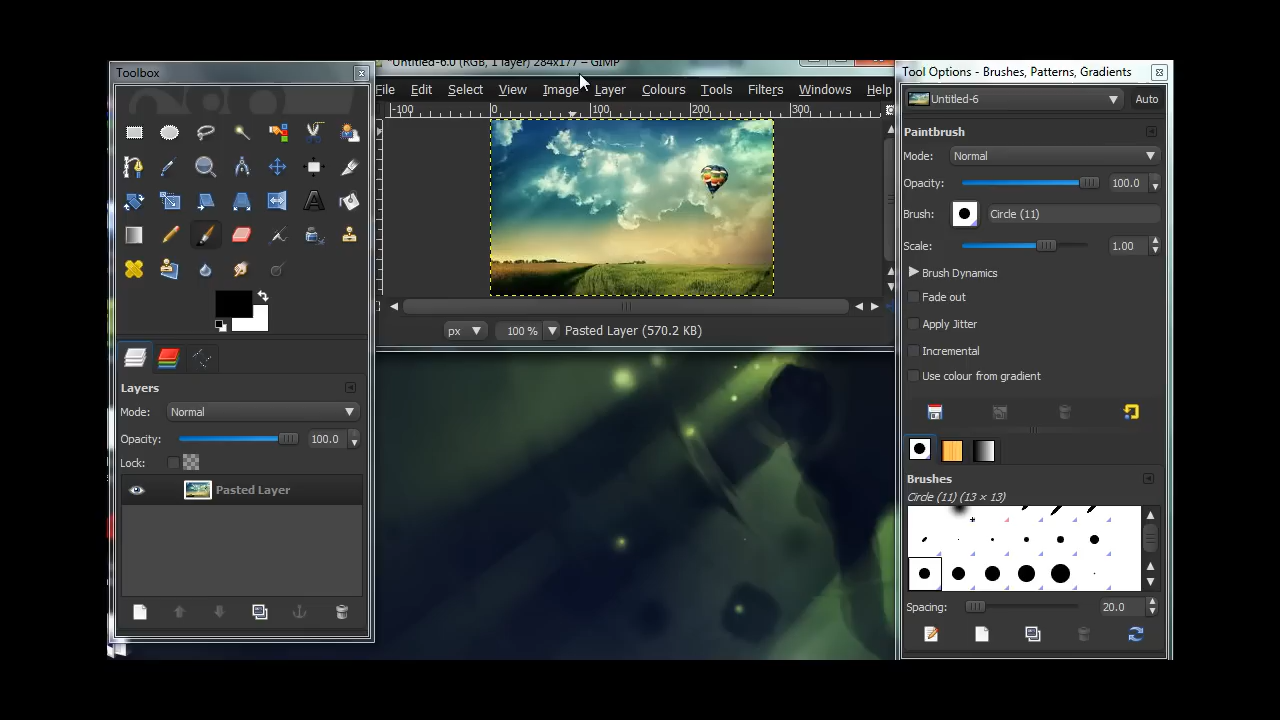 Toolbox
*Untitled-6.0 (RGB, 1 layer) 284x177 – GIMP
Tool Options - Brushes, Patterns, Gradients
File Edit Select View Image Layer Colours Tools Filters Windows Help
Untitled-6 Auto
-100 0 100 200 300
Paintbrush
Mode: Normal
Opacity: 100.0
Brush: Circle (11)
Scale: 1.00
Brush Dynamics
Fade out
Apply Jitter
Incremental
Use colour from gradient
px 100 % Pasted Layer (570.2 KB)
Layers
Mode: Normal
Opacity: 100.0
Lock:
Pasted Layer
Brushes
Circle (11) (13 × 13)
Spacing: 20.0